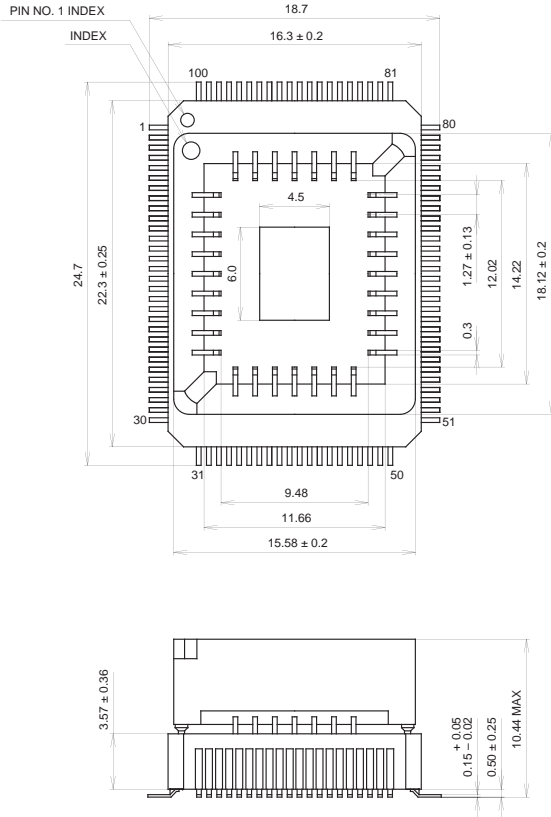 PIN NO. 1 INDEX
INDEX
18.7
16.3 ± 0.2
100
81
1
80
4.5
6.0
24.7
22.3 ± 0.25
1.27 ± 0.13
12.02
14.22
18.12 ± 0.2
0.3
30
51
31
50
9.48
11.66
15.58 ± 0.2
3.57 ± 0.36
+ 0.05
0.15 – 0.02
0.50 ± 0.25
10.44 MAX